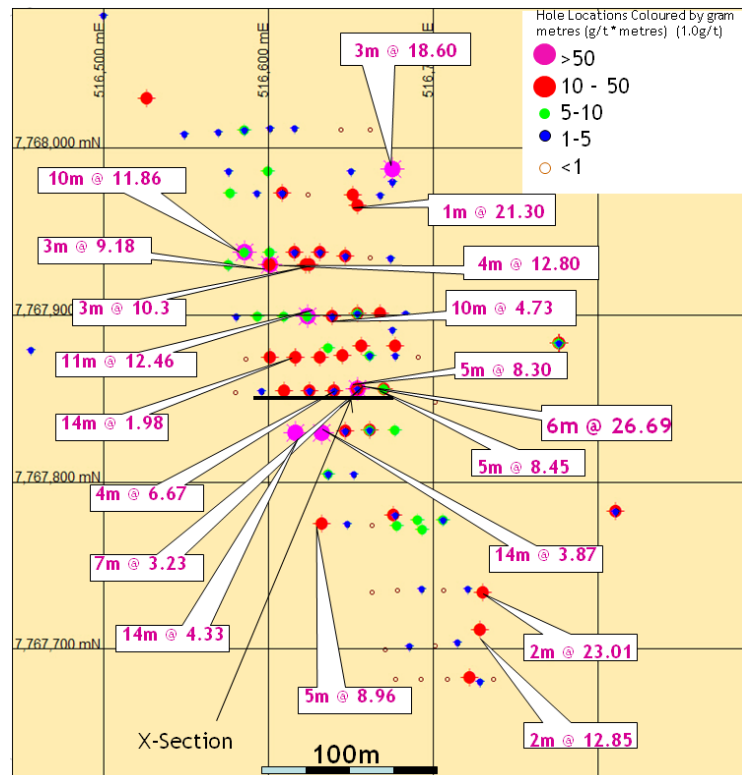 Hole Locations Coloured by gram
metres (g/t * metres) (1.0g/t)
>50
10 - 50
5-10
1-5
<1
516,500 mE
516,600 mE
3m @ 18.60
7,768,000 mN
10m @ 11.86
1m @ 21.30
3m @ 9.18
4m @ 12.80
3m @ 10.3
7,767,900 mN
10m @ 4.73
11m @ 12.46
5m @ 8.30
14m @ 1.98
6m @ 26.69
5m @ 8.45
4m @ 6.67
7,767,800 mN
7m @ 3.23
14m @ 3.87
14m @ 4.33
7,767,700 mN
2m @ 23.01
5m @ 8.96
2m @ 12.85
X-Section
100m